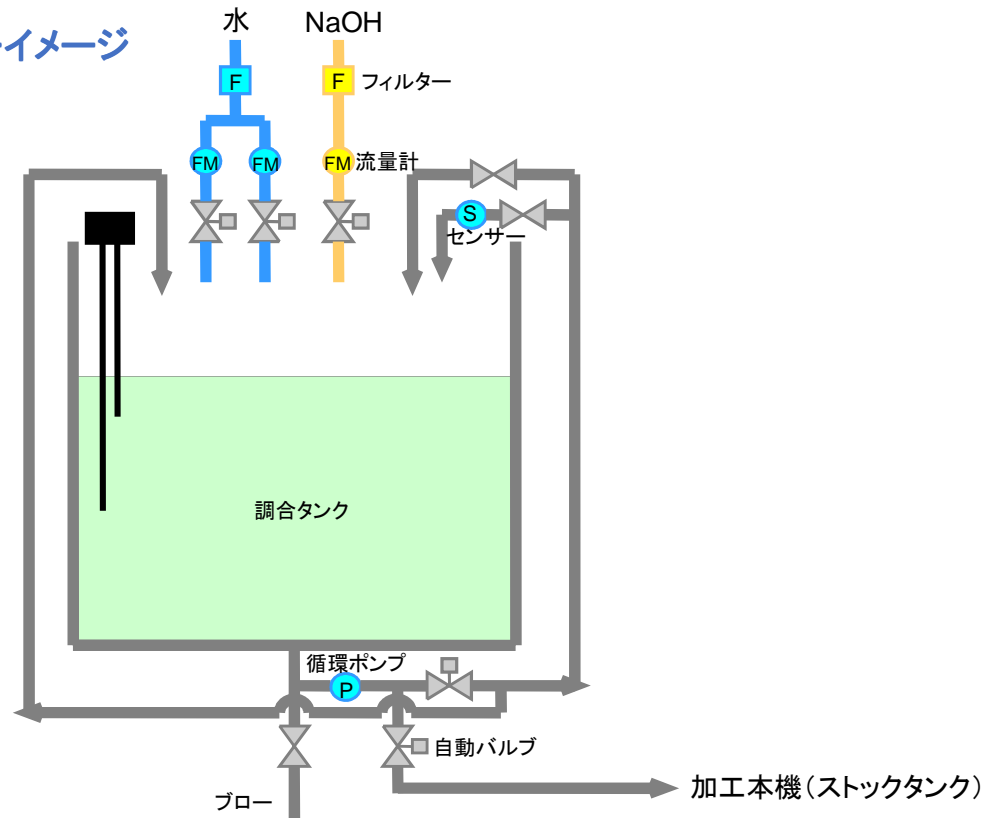 水
NaOH
イメージ
F
F
フィルター
FM
FM
FM
流量計
S
センサー
調合タンク
循環ポンプ
P
自動バルブ
ブロー
加工本機（ストックタンク）